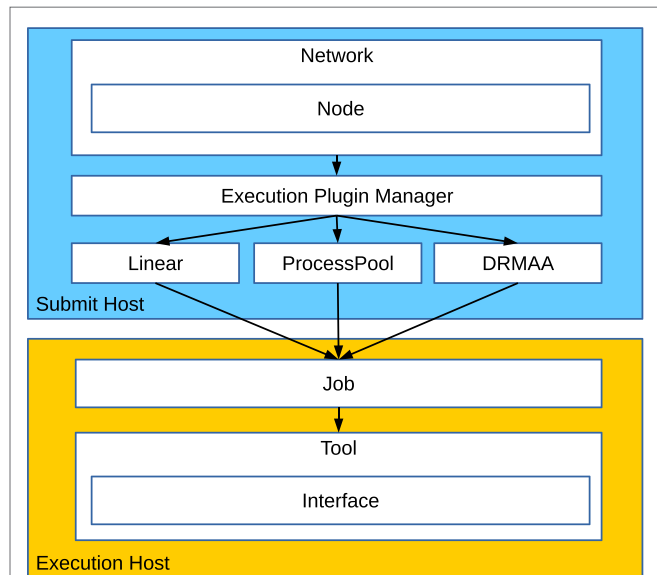 Network
Node
Execution Plugin Manager
Linear
ProcessPool
DRMAA
Submit Host
Job
Tool
Interface
Execution Host